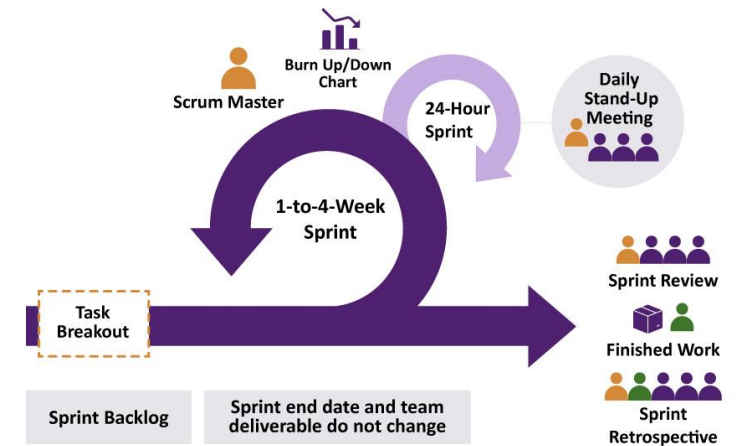 Burn Up/Down
Chart
Scrum Master
24-Hour
Sprint
Daily
Stand-Up
Meeting
1-to-4-Week
Sprint
Task
Breakout
Sprint Review
Finished Work
Sprint
Retrospective
Sprint Backlog
Sprint end date and team
deliverable do not change